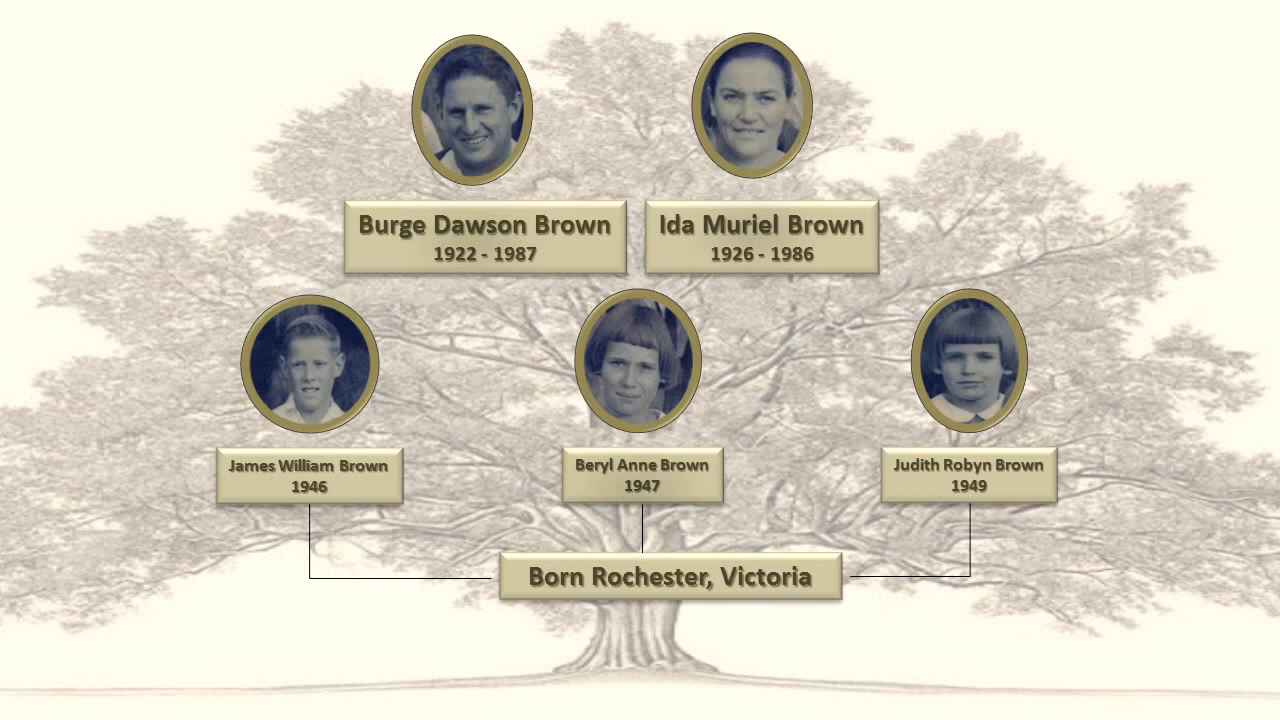 Burge Dawson Brown
1922 - 1987
Ida Muriel Brown
1926 - 1986
James William Brown
1946
Beryl Anne Brown
1947
Judith Robyn Brown
1949
Born Rochester, Victoria